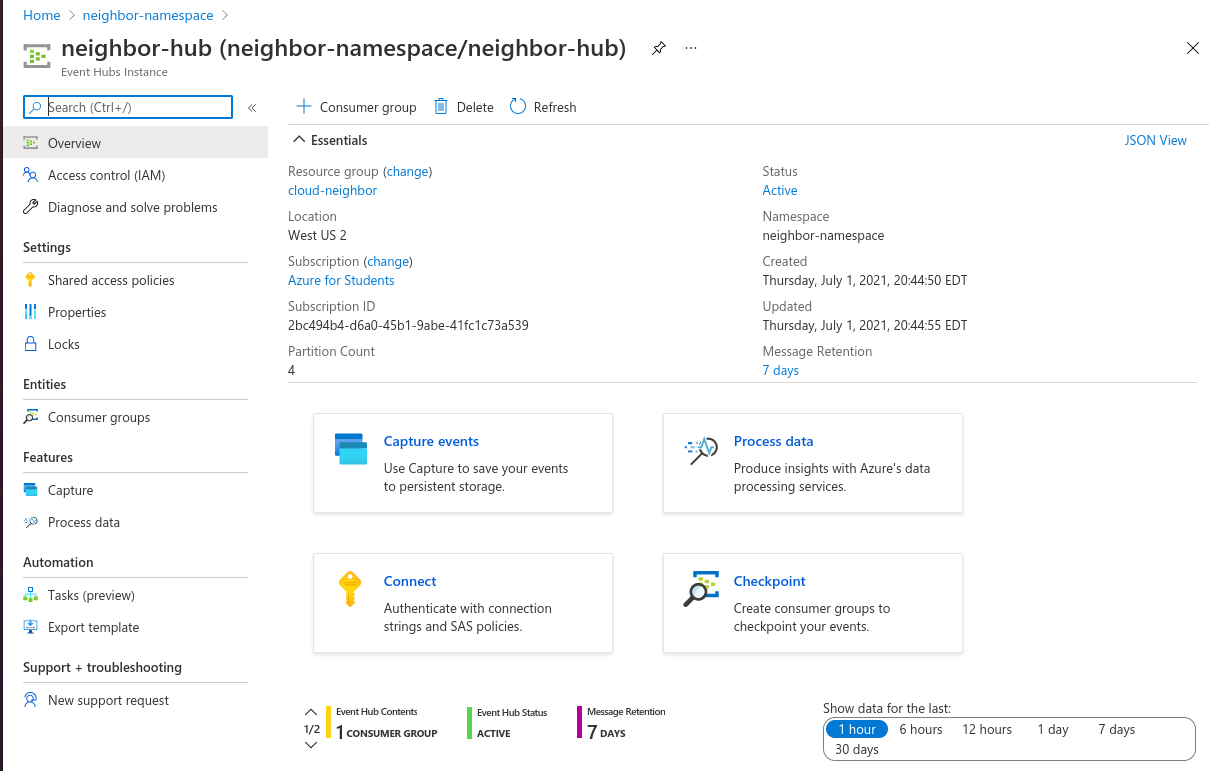 Home > neighbor-namespace >
neighbor-hub (neighbor-namespace/neighbor-hub) ...
Event Hubs Instance
Search (Ctrl+/)
«
Overview
Access control (IAM)
Diagnose and solve problems
Settings
Shared access policies
Properties
Locks
Entities
Consumer groups
Features
Capture
Process data
Automation
Tasks (preview)
Export template
Support + troubleshooting
New support request
Consumer group Delete Refresh
Essentials
JSON View
Resource group (change)
cloud-neighbor
Location
West US 2
Subscription (change)
Azure for Students
Subscription ID
2bc494b4-d6a0-45b1-9abe-41fc1c73a539
Partition Count
4
Status
Active
Namespace
neighbor-namespace
Created
Thursday, July 1, 2021, 20:44:50 EDT
Updated
Thursday, July 1, 2021, 20:44:55 EDT
Message Retention
7 days
Capture events
Use Capture to save your events
to persistent storage.
Process data
Produce insights with Azure's data
processing services.
Connect
Authenticate with connection
strings and SAS policies.
Checkpoint
Create consumer groups to
checkpoint your events.
1/2
Event Hub Contents
1 CONSUMER GROUP
Event Hub Status
ACTIVE
Message Retention
7 DAYS
Show data for the last:
1 hour 6 hours 12 hours 1 day 7 days
30 days